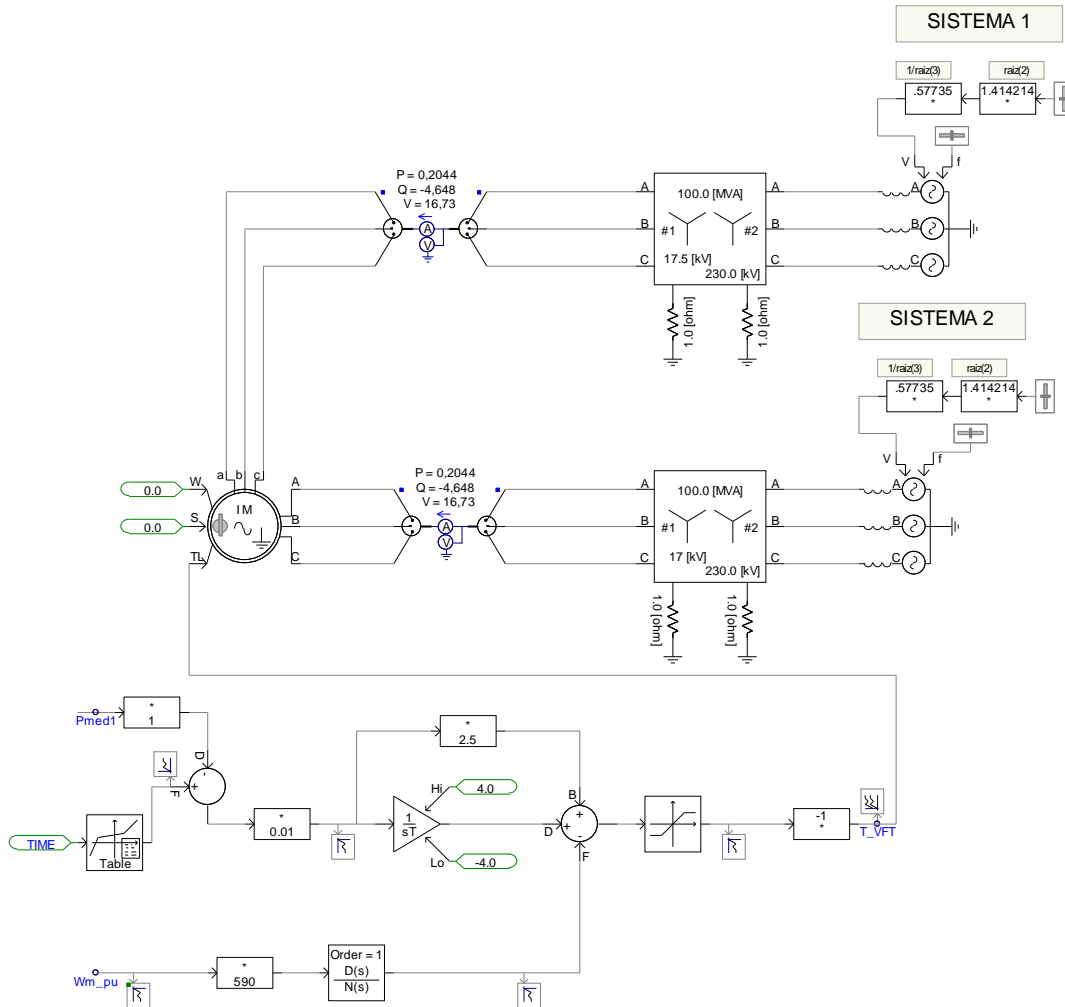 SISTEMA 1
1/raiz(3)
raiz(2)
.57735
*
1.414214
*
V
f
P = 0,2044
Q = -4,648
V = 16,73
A
V
A
B
C
100.0 [MVA]
#1
#2
17.5 [kV]
230.0 [kV]
A
B
C
A
B
C
1.0 [ohm]
1.0 [ohm]
SISTEMA 2
1/raiz(3)
raiz(2)
.57735
*
1.414214
*
V
f
a
b
c
W
0.0
S
0.0
TL
IM
A
B
C
P = 0,2044
Q = -4,648
V = 16,73
A
V
A
B
C
100.0 [MVA]
#1
#2
17 [kV]
230.0 [kV]
A
B
C
A
B
C
1.0 [ohm]
1.0 [ohm]
Pmed1
*
1
D
-
+
F
TIME
Table
*
0.01
*
2.5
1
sT
Hi
4.0
Lo
-4.0
B
+
D
+
-
F
-1
*
T_VFT
Wm_pu
*
590
Order = 1
D(s)
N(s)